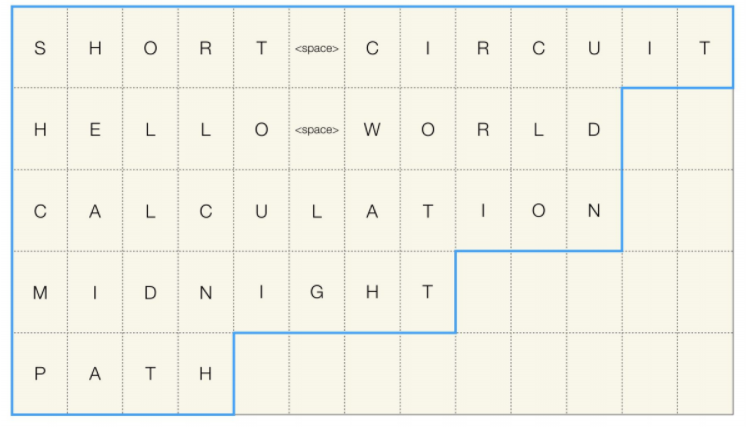 S H O R T <space> C I R C U I T
H E L L O <space> W O R L D
C A L C U L A T I O N
M I D N I G H T
P A T H